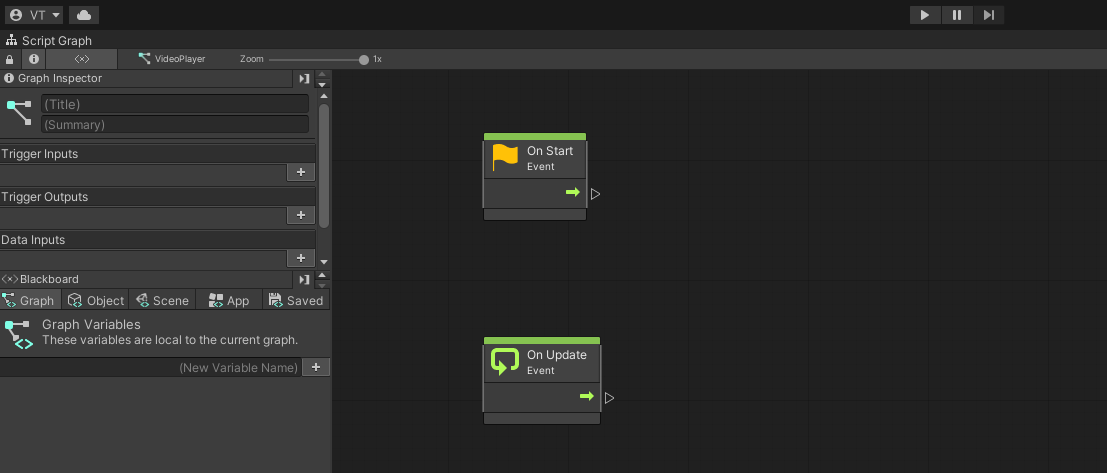 VT
Script Graph
VideoPlayer
Zoom
1x
Graph Inspector
(Title)
(Summary)
Trigger Inputs
Trigger Outputs
Data Inputs
Blackboard
Graph
Object
Scene
App
Saved
Graph Variables
These variables are local to the current graph.
(New Variable Name)
On Start
Event
On Update
Event